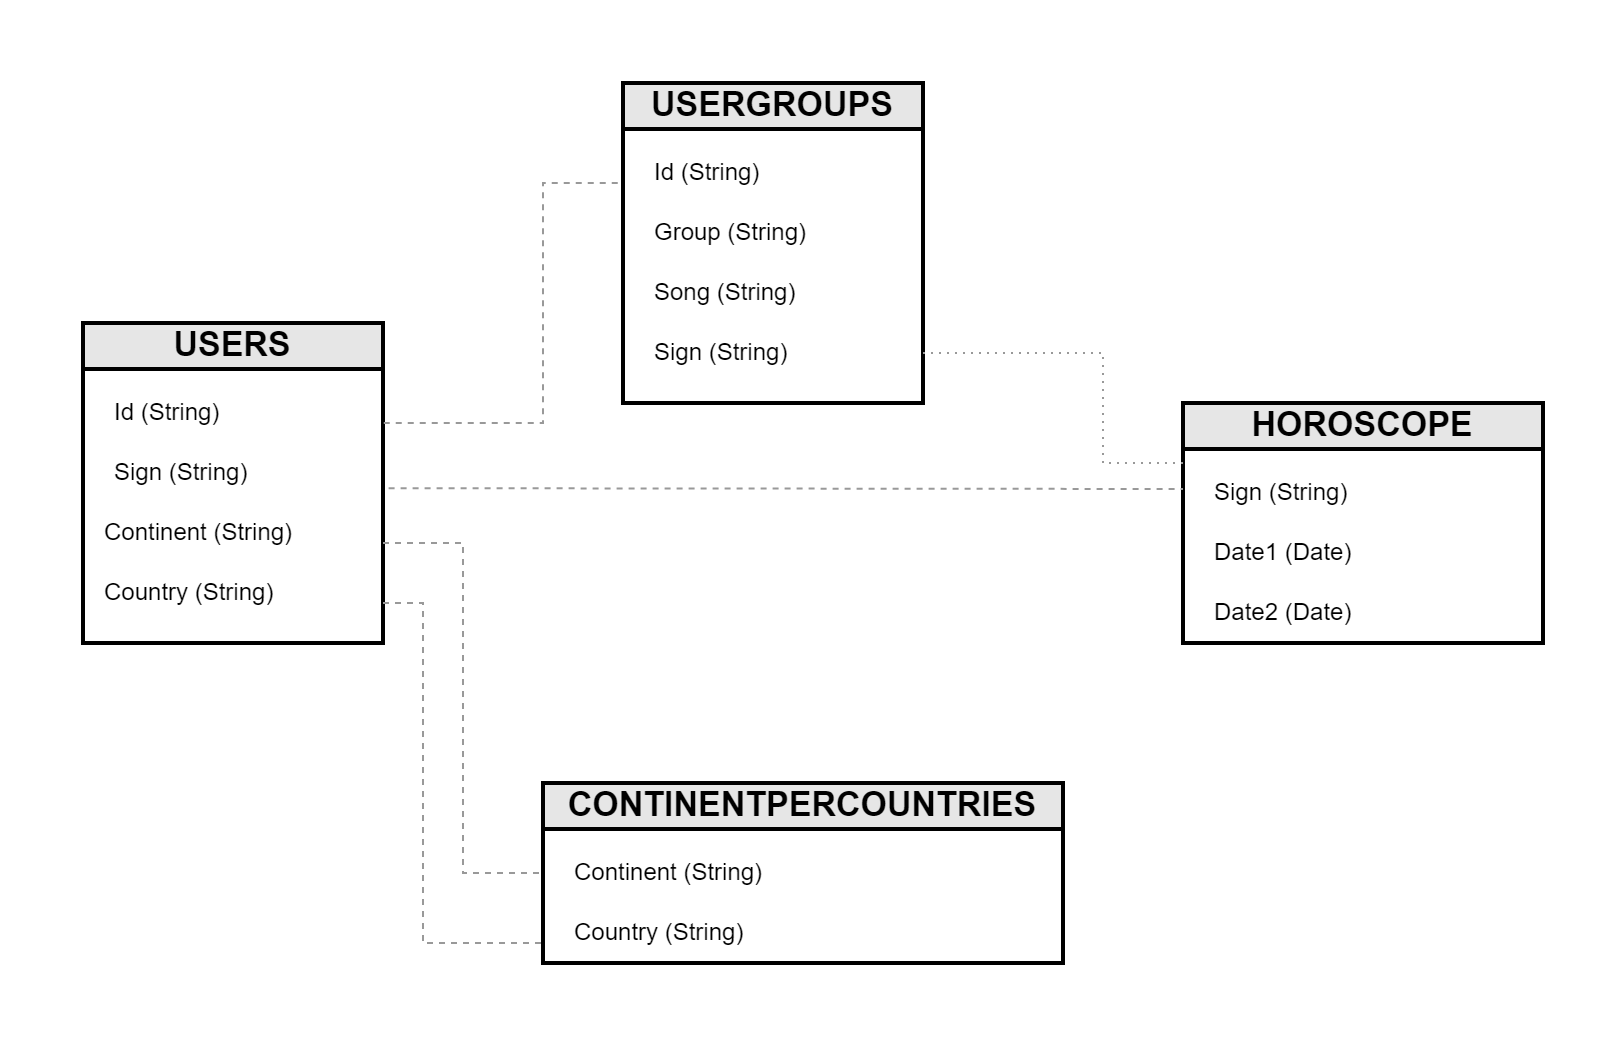 USERGROUPS
Id (String)
Group (String)
Song (String)
Sign (String)
USERS
Id (String)
Sign (String)
Continent (String)
Country (String)
HOROSCOPE
Sign (String)
Date1 (Date)
Date2 (Date)
CONTINENTPERCOUNTRIES
Continent (String)
Country (String)